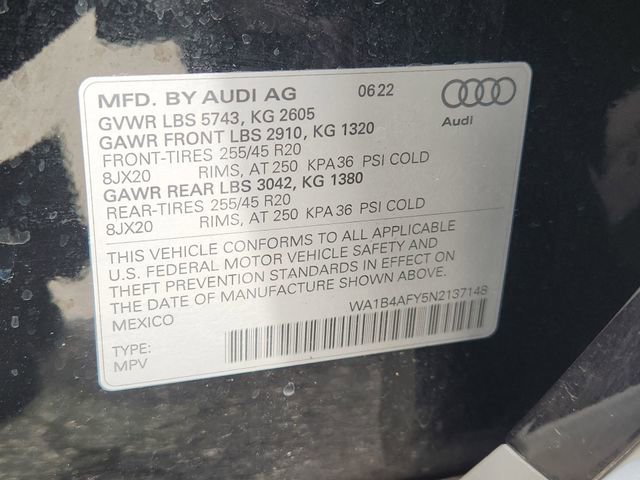 MFD. BY AUDI AG 0622
GVWR LBS 5743, KG 2605
GAWR FRONT LBS 2910, KG 1320
FRONT-TIRES 255/45 R20
8JX20 RIMS, AT 250 KPA36 PSI COLD
GAWR REAR LBS 3042, KG 1380
REAR-TIRES 255/45 R20
8JX20 RIMS, AT 250 KPA36 PSI COLD
Audi
THIS VEHICLE CONFORMS TO ALL APPLICABLE
U.S. FEDERAL MOTOR VEHICLE SAFETY AND
THEFT PREVENTION STANDARDS IN EFFECT ON
THE DATE OF MANUFACTURE SHOWN ABOVE.
MEXICO
WA1B4AFY5N2137148
TYPE:
MPV